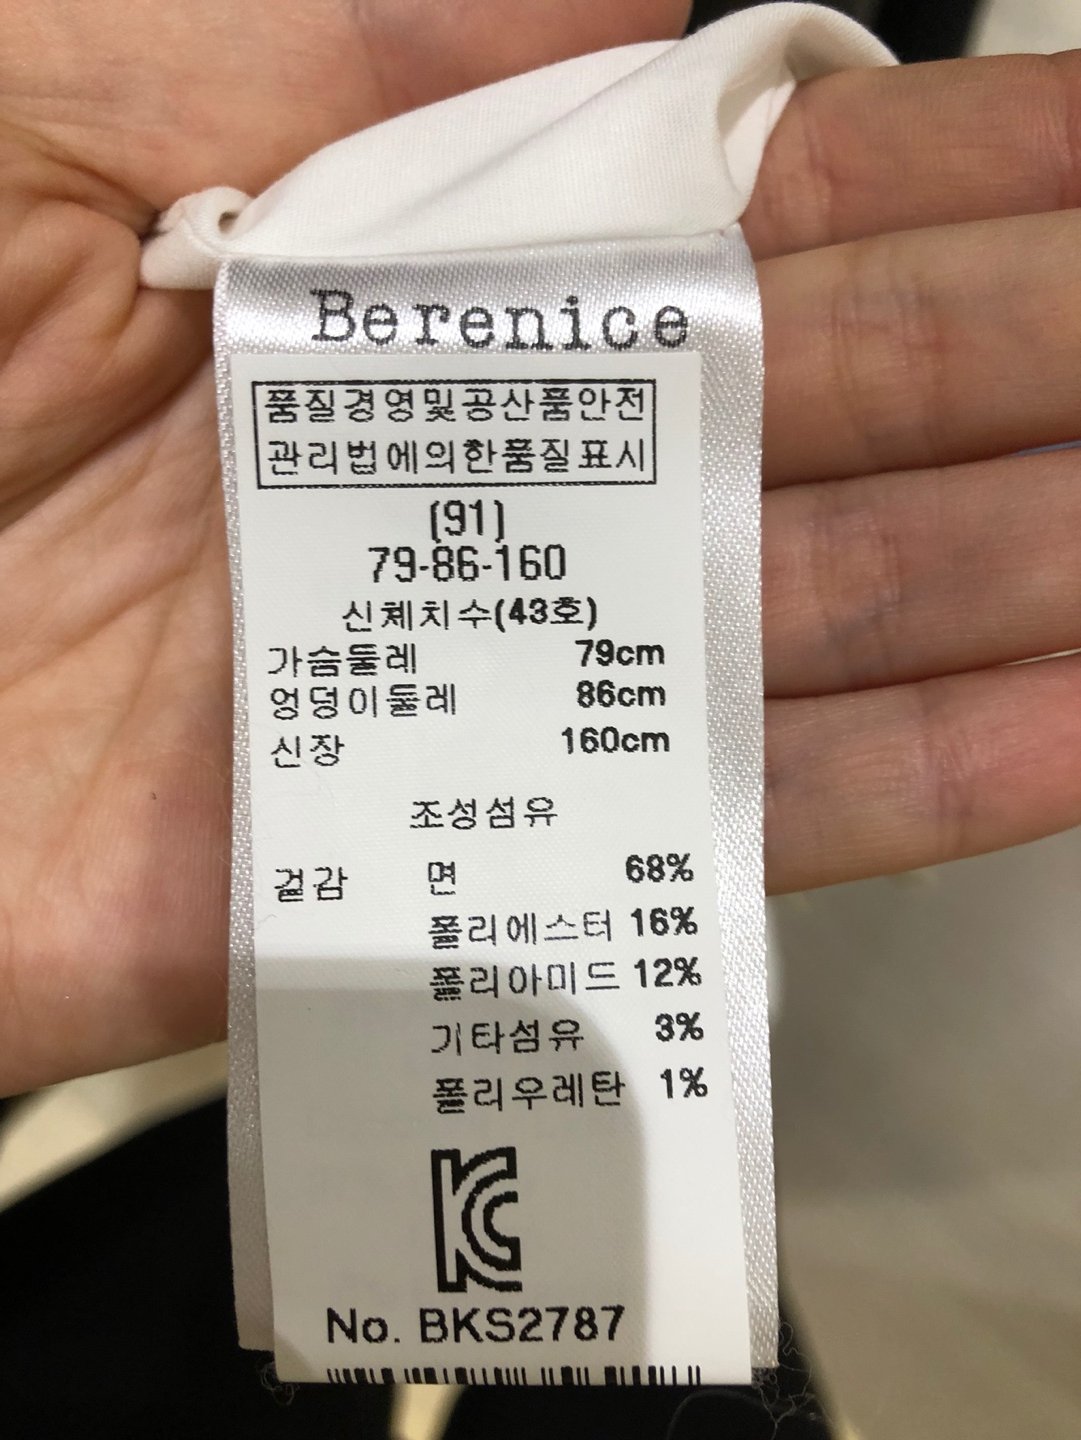 Berenice
품질경영및공산품안전
관리법에의한품질표시
(91)
79-86-160
신체치수(43호)
가슴둘레 79cm
엉덩이둘레 86cm
신장 160cm
조성섬유
겉감 면 68%
폴리에스터 16%
폴리아미드 12%
기타섬유 3%
폴리우레탄 1%
KC
No. BKS2787